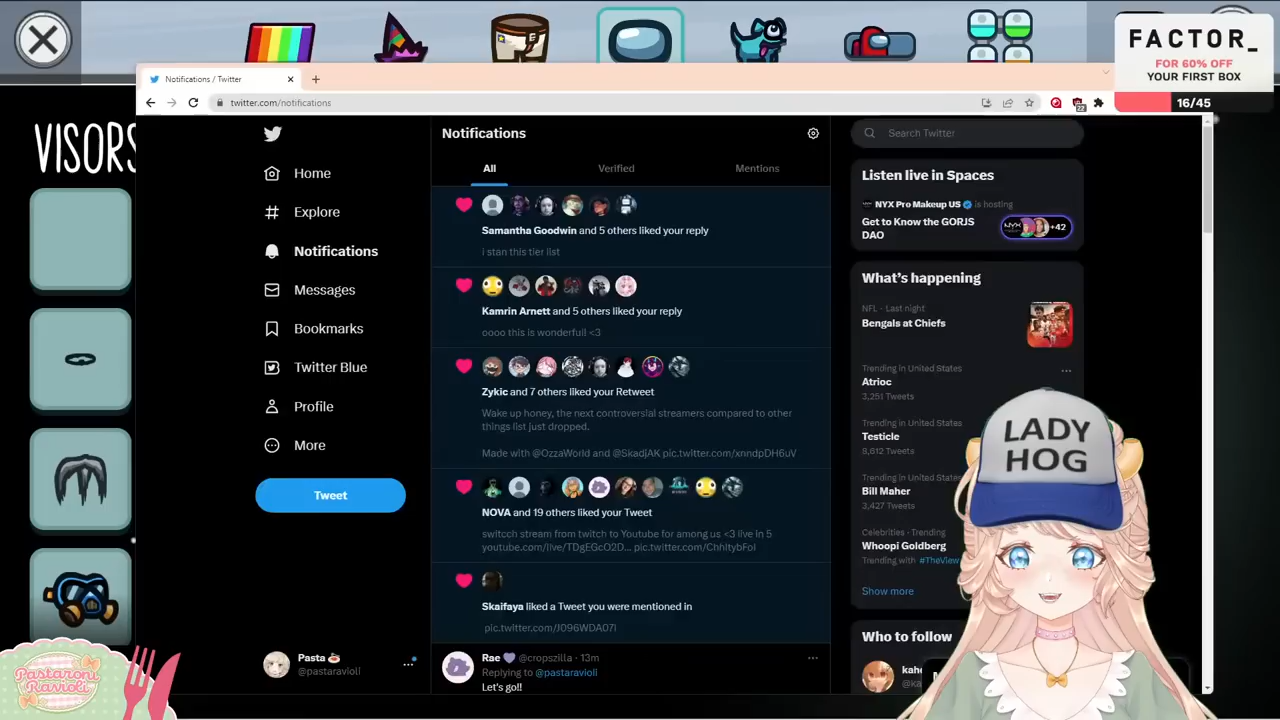 FACTOR_
FOR 60% OFF
YOUR FIRST BOX
16/45
Notifications / Twitter
twitter.com/notifications
22
VISORS
Home
Explore
Notifications
Messages
Bookmarks
Twitter Blue
Profile
More
Tweet
Pasta
@pastaravioli
Notifications
All
Verified
Mentions
Samantha Goodwin and 5 others liked your reply
i stan this tier list
Kamrin Arnett and 5 others liked your reply
oooo this is wonderfull <3
Zykic and 7 others liked your Retweet
Wake up honey, the next controversial streamers compared to other
things list just dropped.
Made with @OzzaWorld and @SkadjAK pic.twitter.com/xnndpDH6uV
NOVA and 19 others liked your Tweet
switcch stream from twitch to Youtube for among us <3 live in 5
youtube.com/live/TDgEGcO2D... pic.twitter.com/ChhItybFoI
Skaifaya liked a Tweet you were mentioned in
pic.twitter.com/J096WDA07l
Rae @cropszilla · 13m
Replying to @pastaravioli
Let's go!!
Search Twitter
Listen live in Spaces
NYX Pro Makeup US is hosting
Get to Know the GORJS
DAO
+42
What's happening
NFL · Last night
Bengals at Chiefs
Trending in United States
Atrioc
3,251 Tweets
Trending in United States
Testicle
8,612 Tweets
Trending in United States
Bill Maher
3,427 Tweets
Celebrities · Trending
Whoopi Goldberg
Trending with #TheView
Show more
Who to follow
LADY
HOG
Pastaroni
Ravioli